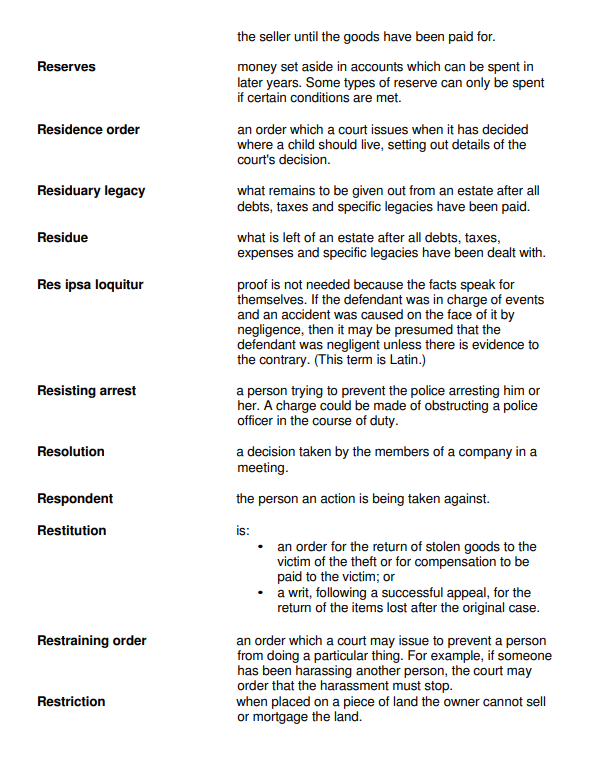 the seller until the goods have been paid for.
Reserves money set aside in accounts which can be spent in
later years. Some types of reserve can only be spent
if certain conditions are met.
Residence order an order which a court issues when it has decided
where a child should live, setting out details of the
court's decision.
Residuary legacy what remains to be given out from an estate after all
debts, taxes and specific legacies have been paid.
Residue what is left of an estate after all debts, taxes,
expenses and specific legacies have been dealt with.
Res ipsa loquitur proof is not needed because the facts speak for
themselves. If the defendant was in charge of events
and an accident was caused on the face of it by
negligence, then it may be presumed that the
defendant was negligent unless there is evidence to
the contrary. (This term is Latin.)
Resisting arrest a person trying to prevent the police arresting him or
her. A charge could be made of obstructing a police
officer in the course of duty.
Resolution a decision taken by the members of a company in a
meeting.
Respondent the person an action is being taken against.
Restitution is:
• an order for the return of stolen goods to the
victim of the theft or for compensation to be
paid to the victim; or
• a writ, following a successful appeal, for the
return of the items lost after the original case.
Restraining order an order which a court may issue to prevent a person
from doing a particular thing. For example, if someone
has been harassing another person, the court may
order that the harassment must stop.
Restriction when placed on a piece of land the owner cannot sell
or mortgage the land.